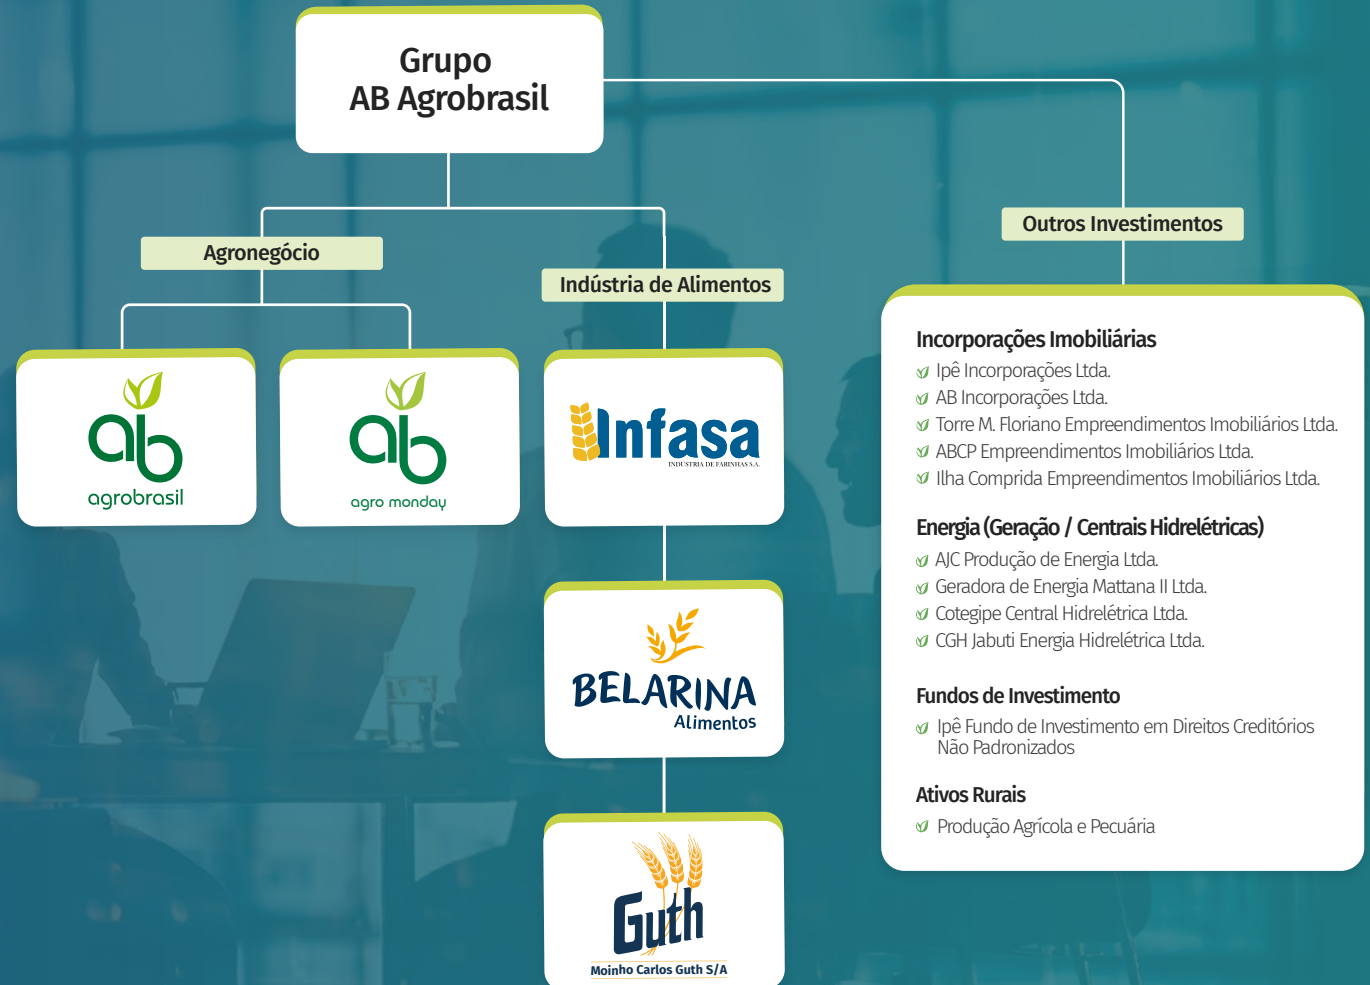 Grupo
AB Agrobrasil
Agronegócio
ab
agrobrasil
ab
agro monday
Indústria de Alimentos
Infasa
INDUSTRIA DE FARINHAS S.A.
BELARINA
Alimentos
Guth
Moinho Carlos Guth S/A
Outros Investimentos
Incorporações Imobiliárias
Ipê Incorporações Ltda.
AB Incorporações Ltda.
Torre M. Floriano Empreendimentos Imobiliários Ltda.
ABCP Empreendimentos Imobiliários Ltda.
Ilha Comprida Empreendimentos Imobiliários Ltda.
Energia (Geração / Centrais Hidrelétricas)
AJC Produção de Energia Ltda.
Geradora de Energia Mattana II Ltda.
Cotegipe Central Hidrelétrica Ltda.
CGH Jabuti Energia Hidrelétrica Ltda.
Fundos de Investimento
Ipê Fundo de Investimento em Direitos Creditórios
Não Padronizados
Ativos Rurais
Produção Agrícola e Pecuária